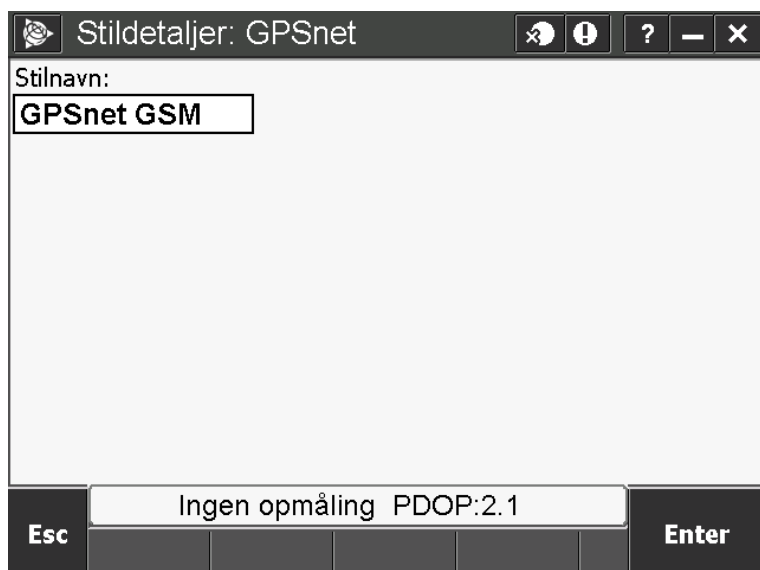 Stildetaljer: GPSnet
? – ×
Stilnavn:
GPSnet GSM
Ingen opmåling PDOP:2.1
Esc
Enter